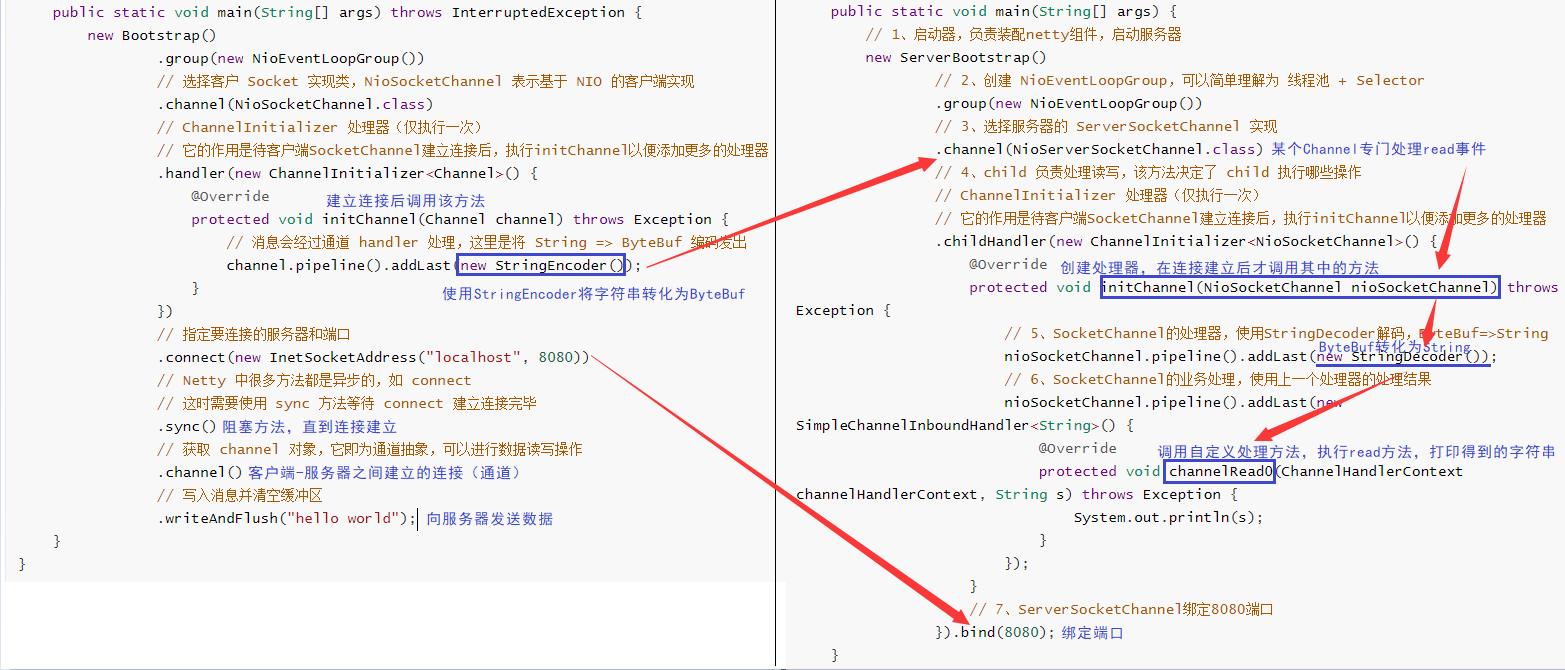 public static void main(String[] args) throws InterruptedException {
new Bootstrap()
.group(new NioEventLoopGroup())
// 选择客户 Socket 实现类，NioSocketChannel 表示基于 NIO 的客户端实现
.channel(NioSocketChannel.class)
// ChannelInitializer 处理器（仅执行一次）
// 它的作用是待客户端SocketChannel建立连接后，执行initChannel以便添加更多的处理器
.handler(new ChannelInitializer<Channel>() {
@Override
建立连接后调用该方法
protected void initChannel(Channel channel) throws Exception {
// 消息会经过通道 handler 处理，这里是将 String => ByteBuf 编码发出
channel.pipeline().addLast(new StringEncoder());
}
使用StringEncoder将字符串转化为ByteBuf
})
// 指定要连接的服务器和端口
.connect(new InetSocketAddress("localhost", 8080))
// Netty 中很多方法都是异步的，如 connect
// 这时需要使用 sync 方法等待 connect 建立连接完毕
.sync() 阻塞方法，直到连接建立
// 获取 channel 对象，它即为通道抽象，可以进行数据读写操作
.channel() 客户端-服务器之间建立的连接（通道）
// 写入消息并清空缓冲区
.writeAndFlush("hello world"); 向服务器发送数据
}
}
public static void main(String[] args) {
// 1、启动器，负责装配netty组件，启动服务器
new ServerBootstrap()
// 2、创建 NioEventLoopGroup，可以简单理解为 线程池 + Selector
.group(new NioEventLoopGroup())
// 3、选择服务器的 ServerSocketChannel 实现
.channel(NioServerSocketChannel.class) 某个Channel专门处理read事件
// 4、child 负责处理读写，该方法决定了 child 执行哪些操作
// ChannelInitializer 处理器（仅执行一次）
// 它的作用是待客户端SocketChannel建立连接后，执行initChannel以便添加更多的处理器
.childHandler(new ChannelInitializer<NioSocketChannel>() {
@Override 创建处理器，在连接建立后才调用其中的方法
protected void initChannel(NioSocketChannel nioSocketChannel) throws
Exception {
// 5、SocketChannel的处理器，使用StringDecoder解码，ByteBuf=>String
ByteBuf转化为String
nioSocketChannel.pipeline().addLast(new StringDecoder());
// 6、SocketChannel的业务处理，使用上一个处理器的处理结果
nioSocketChannel.pipeline().addLast(new
SimpleChannelInboundHandler<String>() {
@Override
调用自定义处理方法，执行read方法，打印得到的字符串
protected void channelRead0(ChannelHandlerContext
channelHandlerContext, String s) throws Exception {
System.out.println(s);
}
});
}
// 7、ServerSocketChannel绑定8080端口
}).bind(8080); 绑定端口
}